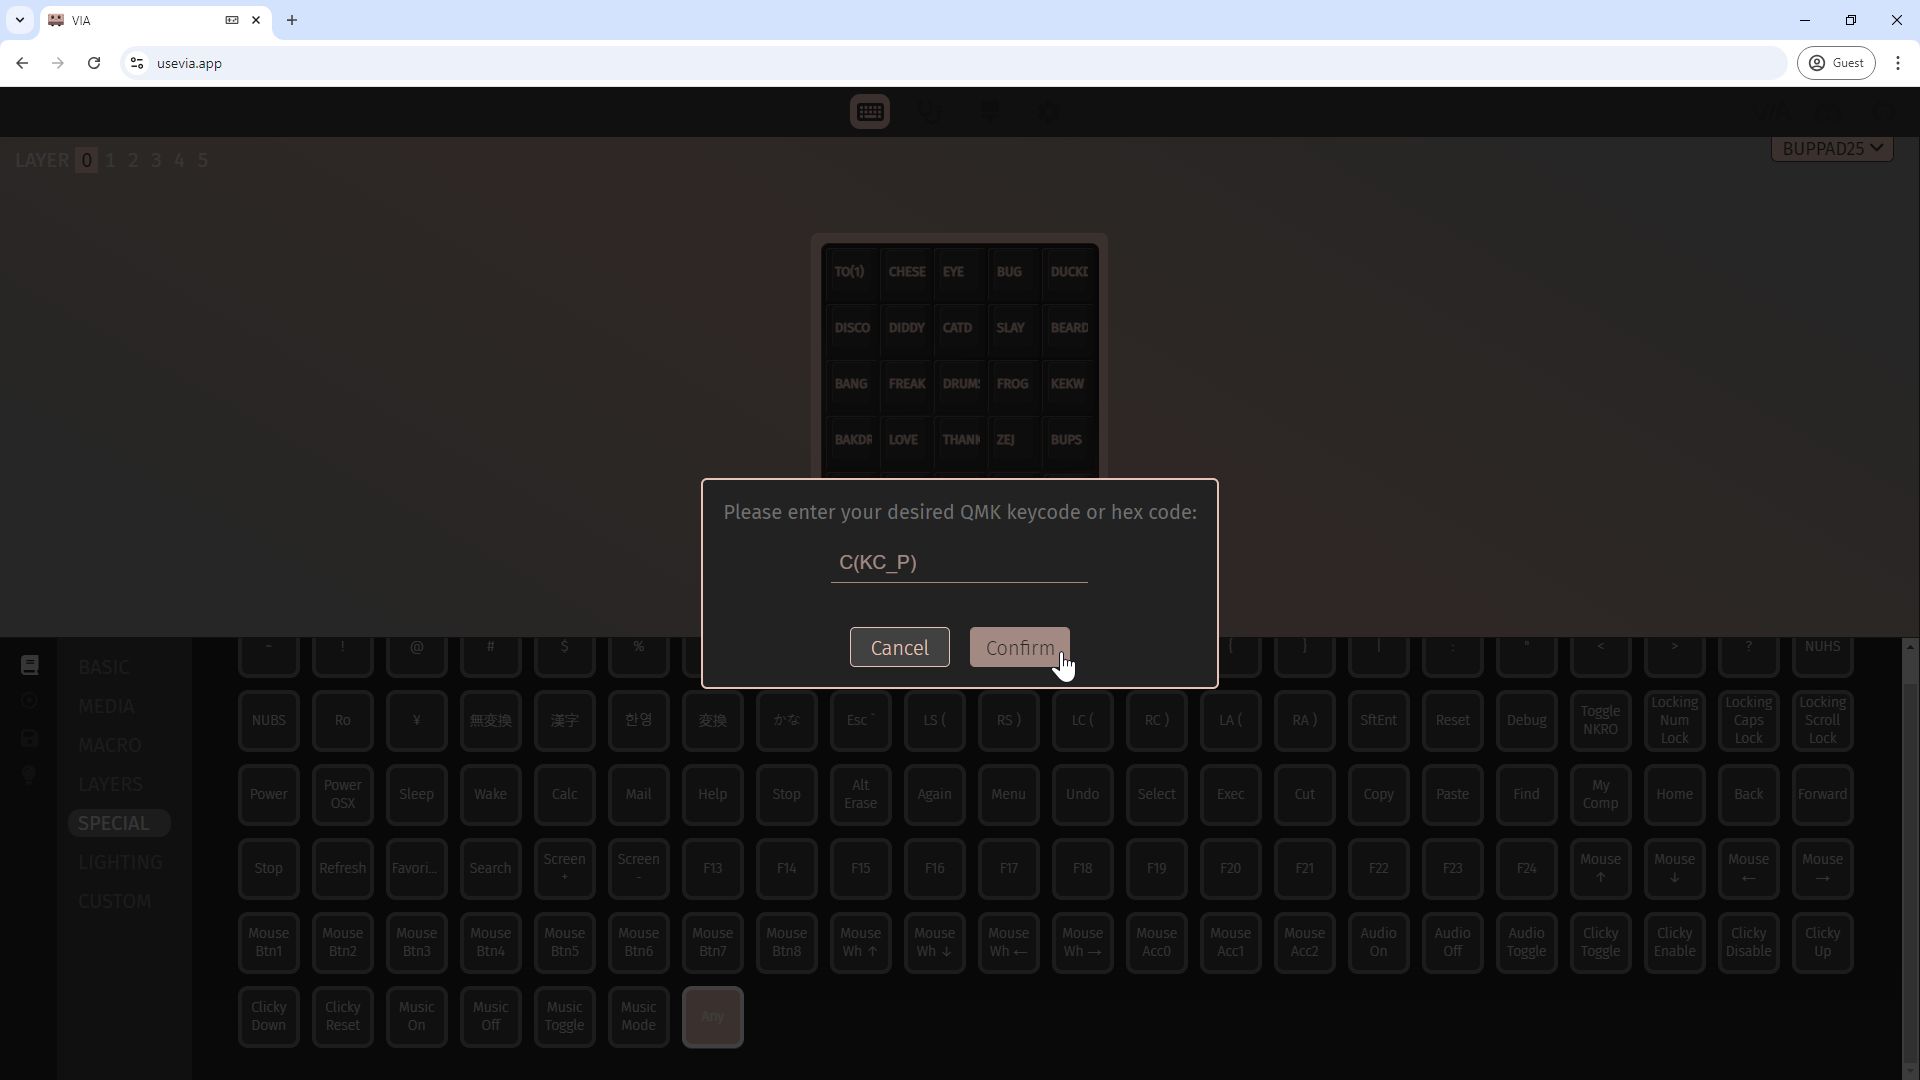 VIA
usevia.app
Guest
LAYER 0 1 2 3 4 5
BUPPAD25
TO(1) CHESE EYE BUG DUCKD
DISCO DIDDY CATD SLAY BEARD
BANG FREAK DRUMS FROG KEKW
BAKDR LOVE THANK ZEJ BUPS
Please enter your desired QMK keycode or hex code:
C(KC_P)
Cancel Confirm
BASIC
MEDIA
MACRO
LAYERS
SPECIAL
LIGHTING
CUSTOM
~ ! @ # $ % { } | : " < > ? NUHS
NUBS Ro ¥ 無変換 漢字 한영 変換 かな Esc ` LS ( RS ) LC ( RC ) LA ( RA ) SftEnt Reset Debug Toggle NKRO Locking Num Lock Locking Caps Lock Locking Scroll Lock
Power Power OSX Sleep Wake Calc Mail Help Stop Alt Erase Again Menu Undo Select Exec Cut Copy Paste Find My Comp Home Back Forward
Stop Refresh Favori... Search Screen + Screen - F13 F14 F15 F16 F17 F18 F19 F20 F21 F22 F23 F24 Mouse ↑ Mouse ↓ Mouse ← Mouse →
Mouse Btn1 Mouse Btn2 Mouse Btn3 Mouse Btn4 Mouse Btn5 Mouse Btn6 Mouse Btn7 Mouse Btn8 Mouse Wh ↑ Mouse Wh ↓ Mouse Wh ← Mouse Wh → Mouse Acc0 Mouse Acc1 Mouse Acc2 Audio On Audio Off Audio Toggle Clicky Toggle Clicky Enable Clicky Disable Clicky Up
Clicky Down Clicky Reset Music On Music Off Music Toggle Music Mode Any